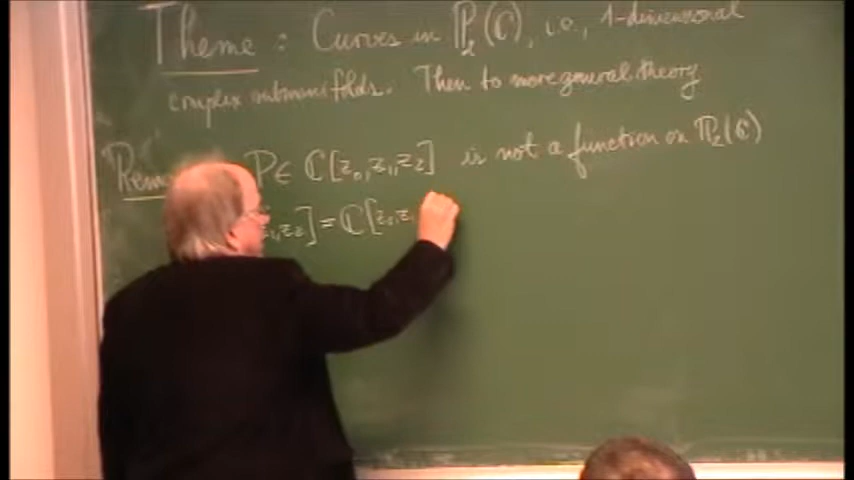 Theme : Curves in ℙ₂(ℂ), i.e., 1-dimensional
complex submanifolds. Then to more general theory
P ∈ ℂ[z₀,z₁,z₂] is not a function on ℙ₂(ℂ)
z₁,z₂] = ℂ[z₀,z₁